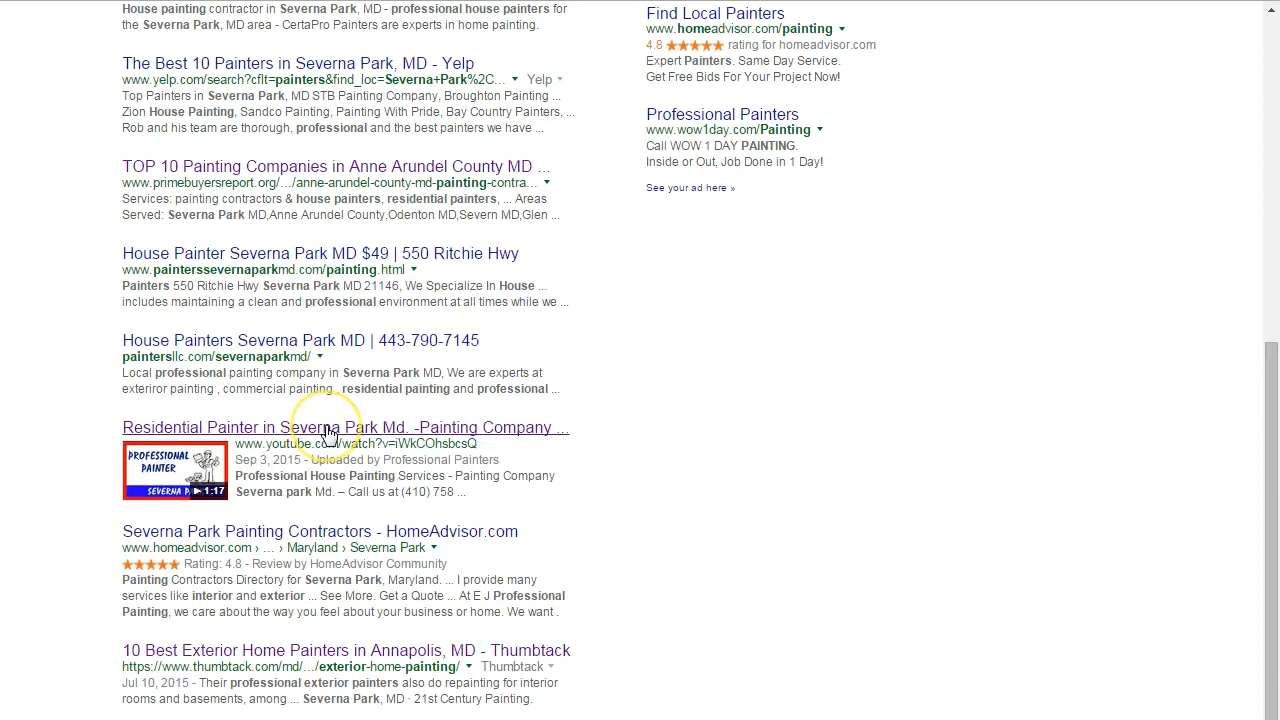 House painting contractor in Severna Park, MD - professional house painters for
the Severna Park, MD area - CertaPro Painters are experts in home painting.
The Best 10 Painters in Severna Park, MD - Yelp
www.yelp.com/search?cflt=painters&find_loc=Severna+Park%2C... Yelp
Top Painters in Severna Park, MD STB Painting Company, Broughton Painting ...
Zion House Painting, Sandco Painting, Painting With Pride, Bay Country Painters, ...
Rob and his team are thorough, professional and the best painters we have ...
TOP 10 Painting Companies in Anne Arundel County MD ...
www.primebuyersreport.org/.../anne-arundel-county-md-painting-contra...
Services: painting contractors & house painters, residential painters, ... Areas
Served: Severna Park MD,Anne Arundel County,Odenton MD,Severn MD,Glen ...
House Painter Severna Park MD $49 | 550 Ritchie Hwy
www.painterssevernaparkmd.com/painting.html
Painters 550 Ritchie Hwy Severna Park MD 21146, We Specialize In House ...
includes maintaining a clean and professional environment at all times while we ...
House Painters Severna Park MD | 443-790-7145
paintersllc.com/severnaparkmd/
Local professional painting company in Severna Park MD, We are experts at
exteriror painting , commercial painting, residential painting and professional ...
Residential Painter in Severna Park Md. -Painting Company ...
www.youtube.com/watch?v=iWkCOhsbcsQ
Sep 3, 2015 - Uploaded by Professional Painters
Professional House Painting Services - Painting Company
Severna park Md. – Call us at (410) 758 ...
PROFESSIONAL
PAINTER
SEVERNA P
1:17
Severna Park Painting Contractors - HomeAdvisor.com
www.homeadvisor.com › ... › Maryland › Severna Park
Rating: 4.8 - Review by HomeAdvisor Community
Painting Contractors Directory for Severna Park, Maryland. ... I provide many
services like interior and exterior ... See More. Get a Quote ... At E J Professional
Painting, we care about the way you feel about your business or home. We want .
10 Best Exterior Home Painters in Annapolis, MD - Thumbtack
https://www.thumbtack.com/md/.../exterior-home-painting/ Thumbtack
Jul 10, 2015 - Their professional exterior painters also do repainting for interior
rooms and basements, among ... Severna Park, MD · 21st Century Painting.
Find Local Painters
www.homeadvisor.com/painting
4.8 rating for homeadvisor.com
Expert Painters. Same Day Service.
Get Free Bids For Your Project Now!
Professional Painters
www.wow1day.com/Painting
Call WOW 1 DAY PAINTING.
Inside or Out, Job Done in 1 Day!
See your ad here »